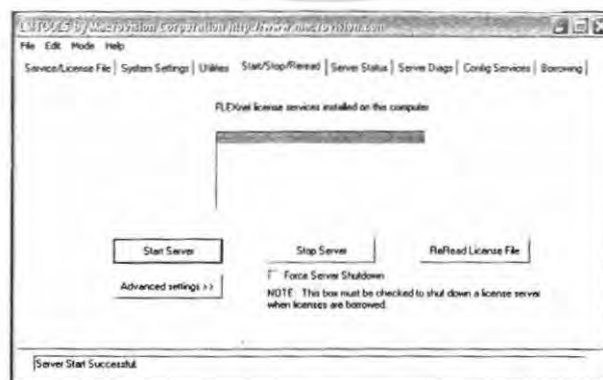 LMTOOLS by Macrovision Corporation http://www.macrovision.com
File Edit Mode Help
Service/License File System Settings Utilities Start/Stop/Reread Server Status Server Diags Config Services Borrowing
FLEXnet license services installed on this computer
Start Server Stop Server ReRead License File
Advanced settings >>
Force Server Shutdown
NOTE: This box must be checked to shut down a license server
when licenses are borrowed.
Server Start Successful.